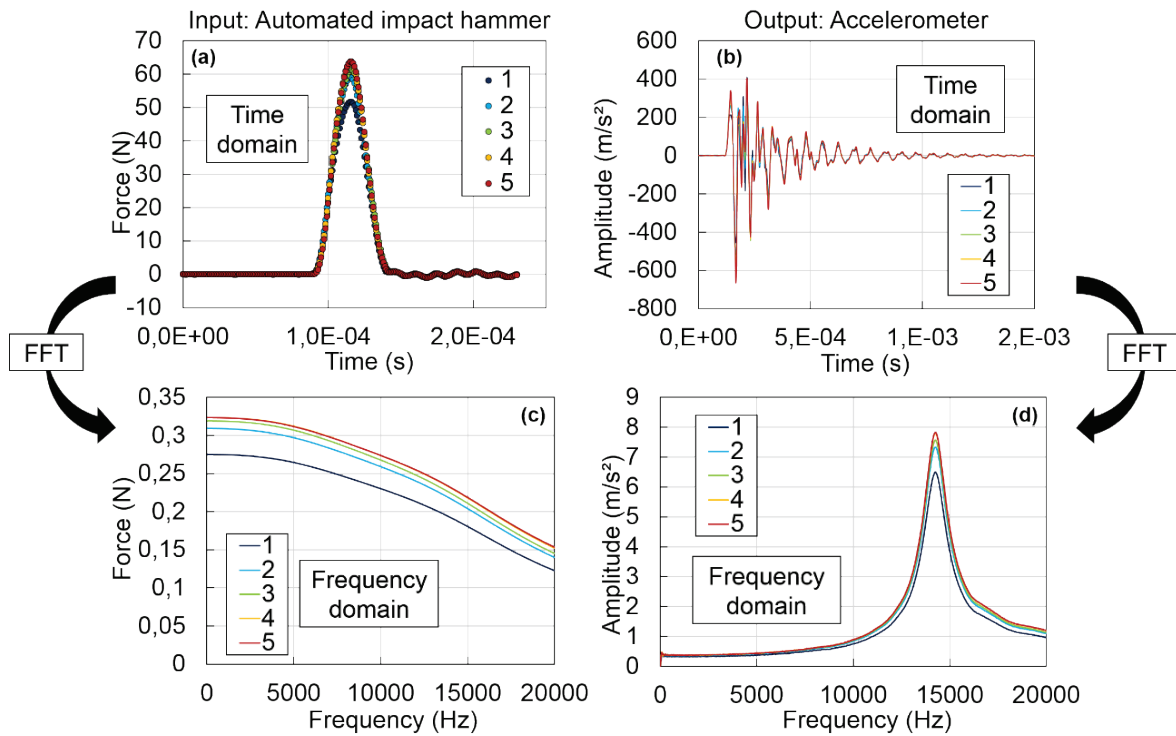 Input: Automated impact hammer
Output: Accelerometer
(a)
Time
domain
1
2
3
4
5
Force (N)
70
60
50
40
30
20
10
0
-10
0,0,E+00
1,0,E-04
2,0,E-04
Time (s)
(b)
Time
domain
1
2
3
4
5
Amplitude (m/s²)
600
400
200
0
-200
-400
-600
-800
0,E+00
5,E-04
1,E-03
2,E-03
Time (s)
FFT
FFT
(c)
1
2
3
4
5
Frequency
domain
Force (N)
0,35
0,3
0,25
0,2
0,15
0,1
0,05
0
0
5000
10000
15000
20000
Frequency (Hz)
(d)
1
2
3
4
5
Frequency
domain
Amplitude (m/s²)
9
8
7
6
5
4
3
2
1
0
0
5000
10000
15000
20000
Frequency (Hz)